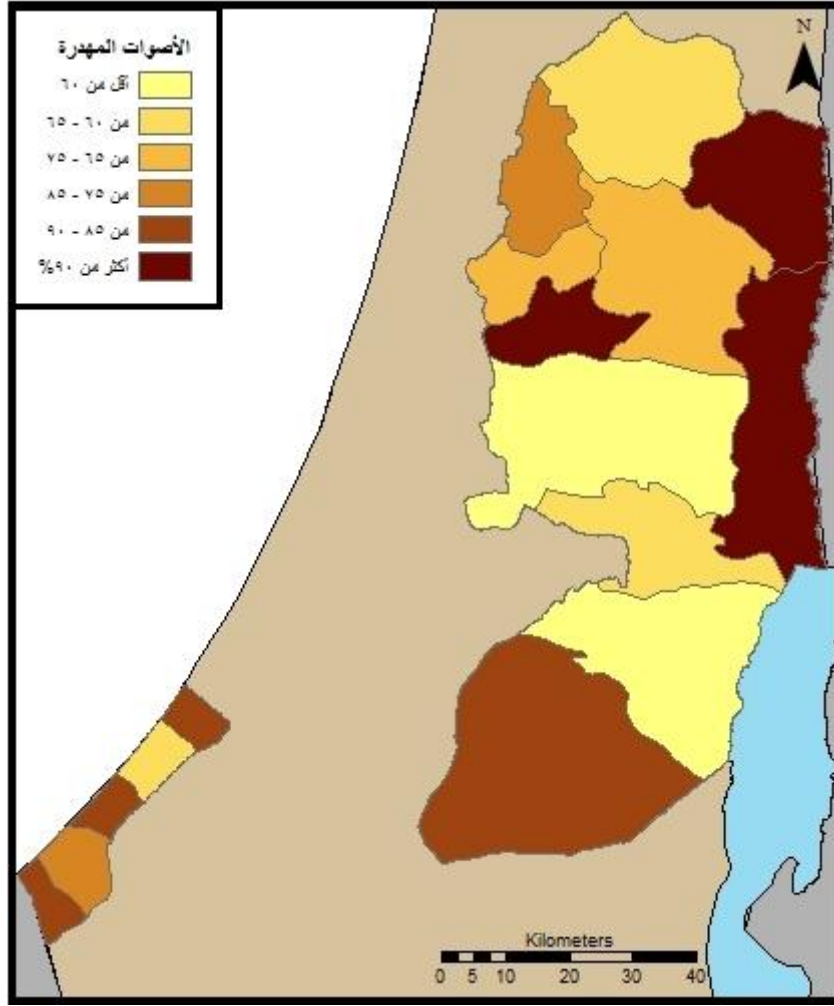 الأصوات المهدرة
أقل من ٦٠
من ٦٠ - ٦٥
من ٦٥ - ٧٥
من ٧٥ - ٨٥
من ٨٥ - ٩٠
أكثر من ٩٠%
N
Kilometers
0 5 10 20 30 40